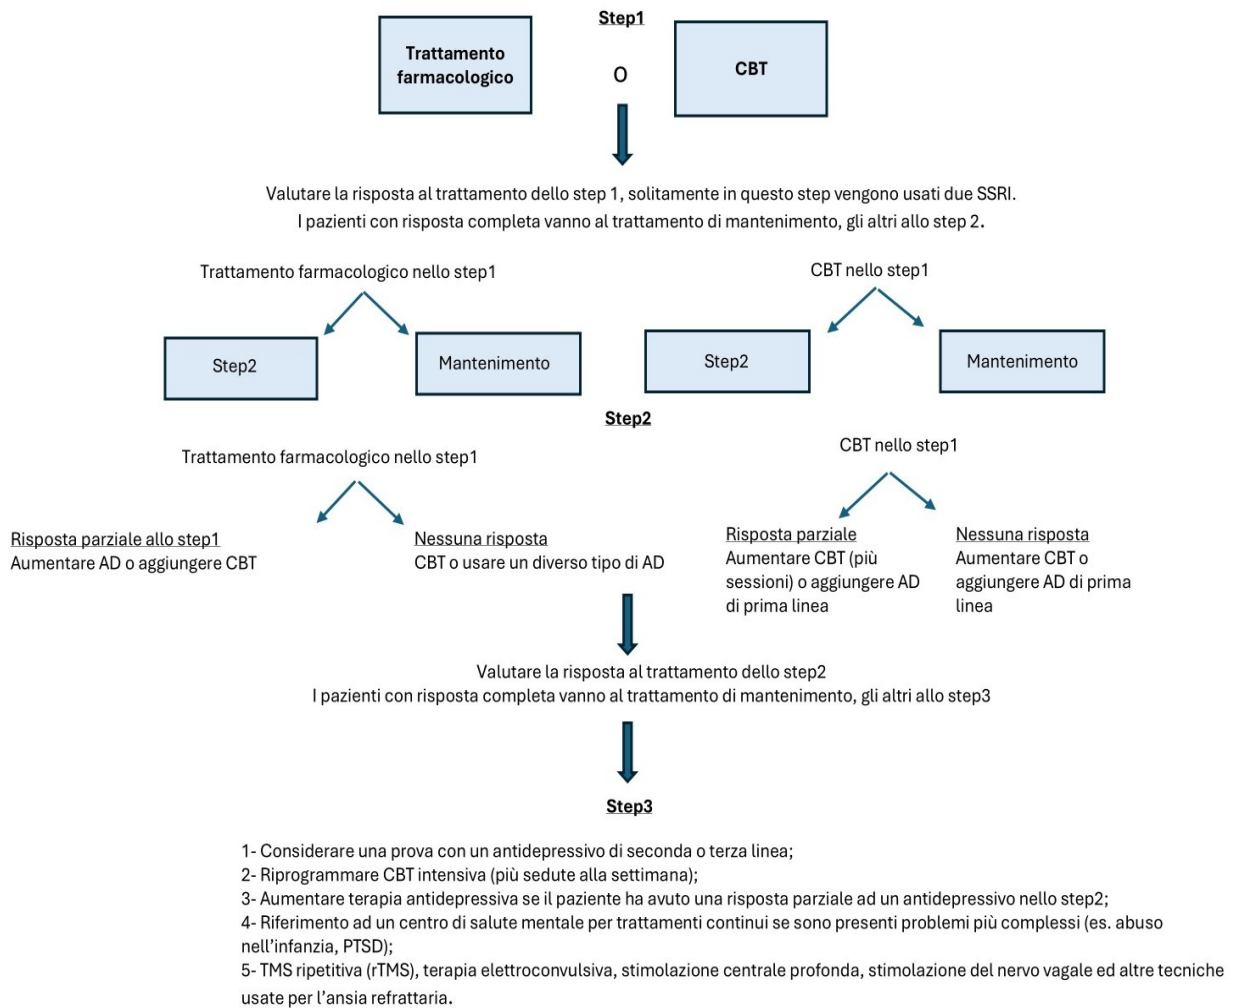 Step1
Trattamento
farmacologico
O
CBT
Valutare la risposta al trattamento dello step 1, solitamente in questo step vengono usati due SSRI.
I pazienti con risposta completa vanno al trattamento di mantenimento, gli altri allo step 2.
Trattamento farmacologico nello step1
CBT nello step1
Step2
Mantenimento
Step2
Mantenimento
Step2
Trattamento farmacologico nello step1
CBT nello step1
Risposta parziale allo step1
Aumentare AD o aggiungere CBT
Nessuna risposta
CBT o usare un diverso tipo di AD
Risposta parziale
Aumentare CBT (più
sessioni) o aggiungere AD
di prima linea
Nessuna risposta
Aumentare CBT o
aggiungere AD di prima
linea
Valutare la risposta al trattamento dello step2
I pazienti con risposta completa vanno al trattamento di mantenimento, gli altri allo step3
Step3
1- Considerare una prova con un antidepressivo di seconda o terza linea;
2- Riprogrammare CBT intensiva (più sedute alla settimana);
3- Aumentare terapia antidepressiva se il paziente ha avuto una risposta parziale ad un antidepressivo nello step2;
4- Riferimento ad un centro di salute mentale per trattamenti continui se sono presenti problemi più complessi (es. abuso
nell’infanzia, PTSD);
5- TMS ripetitiva (rTMS), terapia elettroconvulsiva, stimolazione centrale profonda, stimolazione del nervo vagale ed altre tecniche
usate per l’ansia refrattaria.